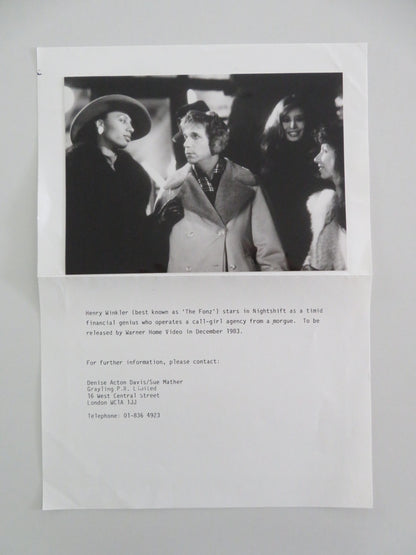 Henry Winkler (best known as 'The Fonz') stars in Nightshift as a timid
financial genius who operates a call-girl agency from a morgue.  To be
released by Warner Home Video in December 1983.
For further information, please contact:
Denise Acton Davis/Sue Mather
Grayling P.R. Limited
16 West Central Street
London WC1A 1JJ
Telephone: 01-836 4923